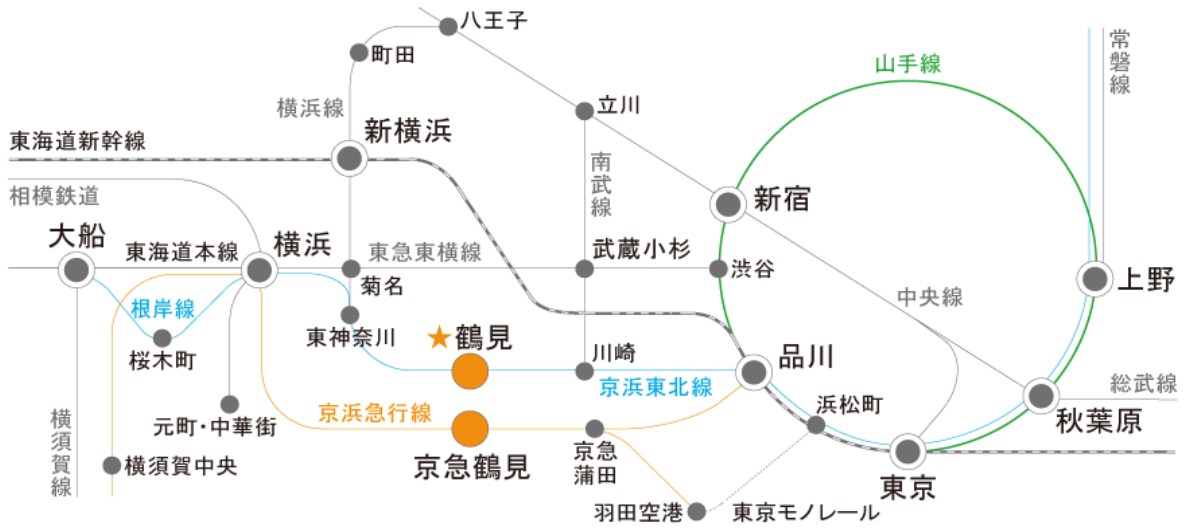 八王子
町田
山手線
常磐線
横浜線
立川
新横浜
東海道新幹線
南武線
相模鉄道
新宿
大船
東海道本線
横浜
東急東横線
武蔵小杉
渋谷
上野
菊名
根岸線
中央線
桜木町
東神奈川
★鶴見
川崎
品川
京浜東北線
総武線
浜松町
秋葉原
京浜急行線
元町・中華街
横須賀線
横須賀中央
京急鶴見
京急
蒲田
東京
羽田空港
東京モノレール